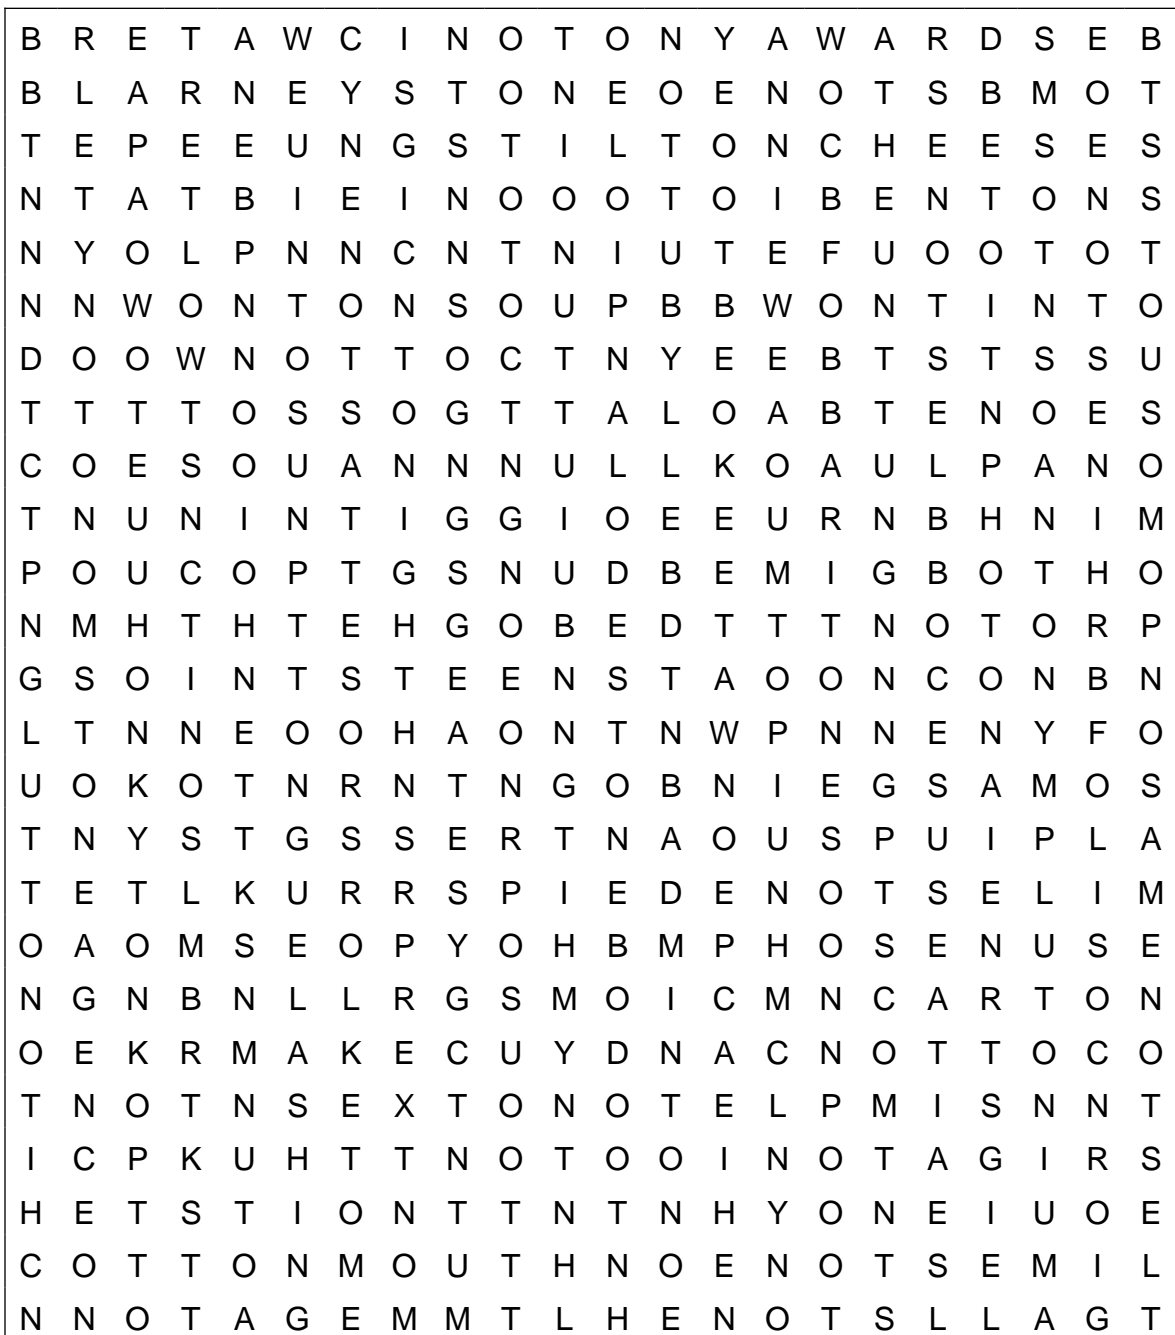 B R E T A W C I N O T O N Y A W A R D S E B
B L A R N E Y S T O N E O E N O T S B M O T
T E P E E U N G S T I L T O N C H E E S E S
N T A T B I E I N O O O T O I B E N T O N S
N Y O L P N N C N T N I U T E F U O O T O T
N N W O N T O N S O U P B B W O N T I N T O
D O O W N O T T O C T N Y E E B T S T S S U
T T T T O S S O G T T A L O A B T E N O E S
C O E S O U A N N N U L L K O A U L P A N O
T N U N I N T I G G I O E E U R N B H N I M
P O U C O P T G S N U D B E M I G B O T H O
N M H T H T E H G O B E D T T T N O T O R P
G S O I N T S T E E N S T A O O N C O N B N
L T N N E O O H A O N T N W P N N E N Y F O
U O K O T N R N T N G O B N I E G S A M O S
T N Y S T G S S E R T N A O U S P U I P L A
T E T L K U R R S P I E D E N O T S E L I M
O A O M S E O P Y O H B M P H O S E N U S E
N G N B N L L R G S M O I C M N C A R T O N
O E K R M A K E C U Y D N A C N O T T O C O
T N O T N S E X T O N O T E L P M I S N N T
I C P K U H T T N O T O O I N O T A G I R S
H E T S T I O N T T N T N H Y O N E I U O E
C O T T O N M O U T H N O E N O T S E M I L
N N O T A G E M M T L H E N O T S L L A G T